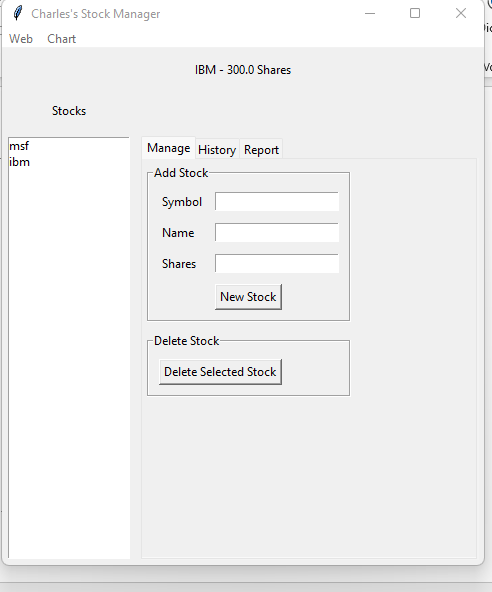 Charles's Stock Manager
Web Chart
IBM - 300.0 Shares
Stocks
msf
ibm
Manage History Report
Add Stock
Symbol
Name
Shares
New Stock
Delete Stock
Delete Selected Stock